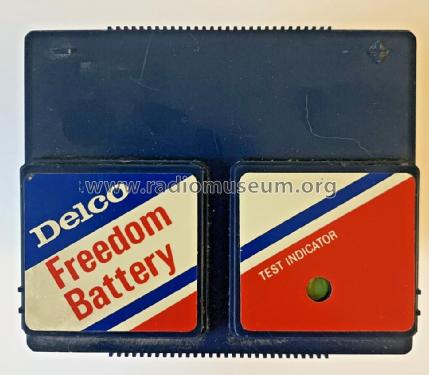 www.radiomuseum.org
Delco
Freedom
Battery
TEST INDICATOR